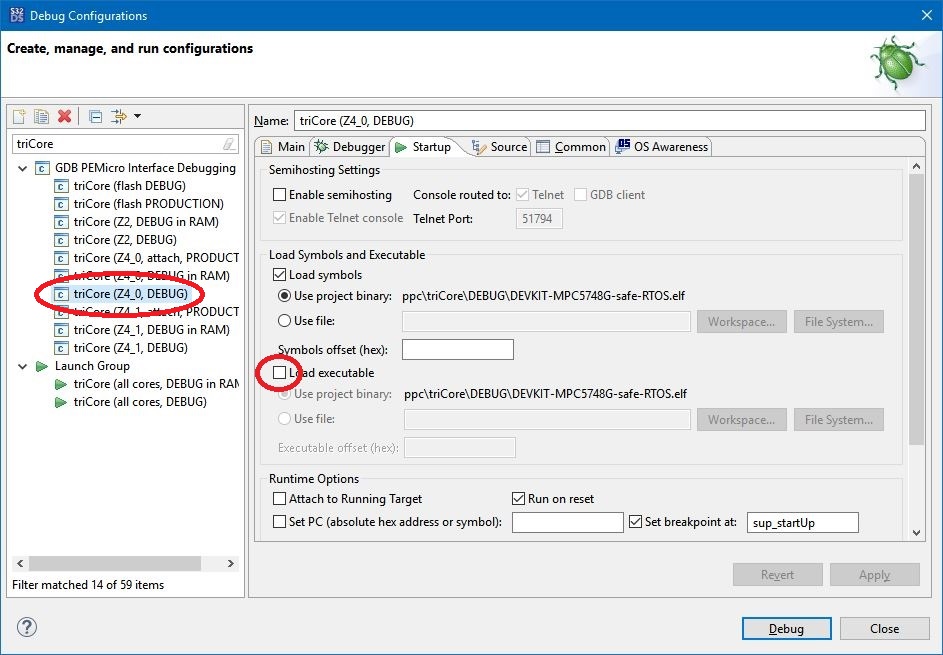 S32
DS
Debug Configurations
Create, manage, and run configurations
triCore
GDB PEMicro Interface Debugging
triCore (flash DEBUG)
triCore (flash PRODUCTION)
triCore (Z2, DEBUG in RAM)
triCore (Z2, DEBUG)
triCore (Z4_0, attach, PRODUCT
triCore (Z4_0, DEBUG in RAM)
triCore (Z4_0, DEBUG)
triCore (Z4_1, attach, PRODUCT
triCore (Z4_1, DEBUG in RAM)
triCore (Z4_1, DEBUG)
Launch Group
triCore (all cores, DEBUG in RAM
triCore (all cores, DEBUG)
Filter matched 14 of 59 items
Name: triCore (Z4_0, DEBUG)
Main Debugger Startup Source Common OS Awareness
Semihosting Settings
Enable semihosting Console routed to: Telnet GDB client
Enable Telnet console Telnet Port: 51794
Load Symbols and Executable
Load symbols
Use project binary: ppc\triCore\DEBUG\DEVKIT-MPC5748G-safe-RTOS.elf
Use file: Workspace... File System...
Symbols offset (hex):
Load executable
Use project binary: ppc\triCore\DEBUG\DEVKIT-MPC5748G-safe-RTOS.elf
Use file: Workspace... File System...
Executable offset (hex):
Runtime Options
Attach to Running Target Run on reset
Set PC (absolute hex address or symbol): Set breakpoint at: sup_startUp
Revert Apply
? Debug Close